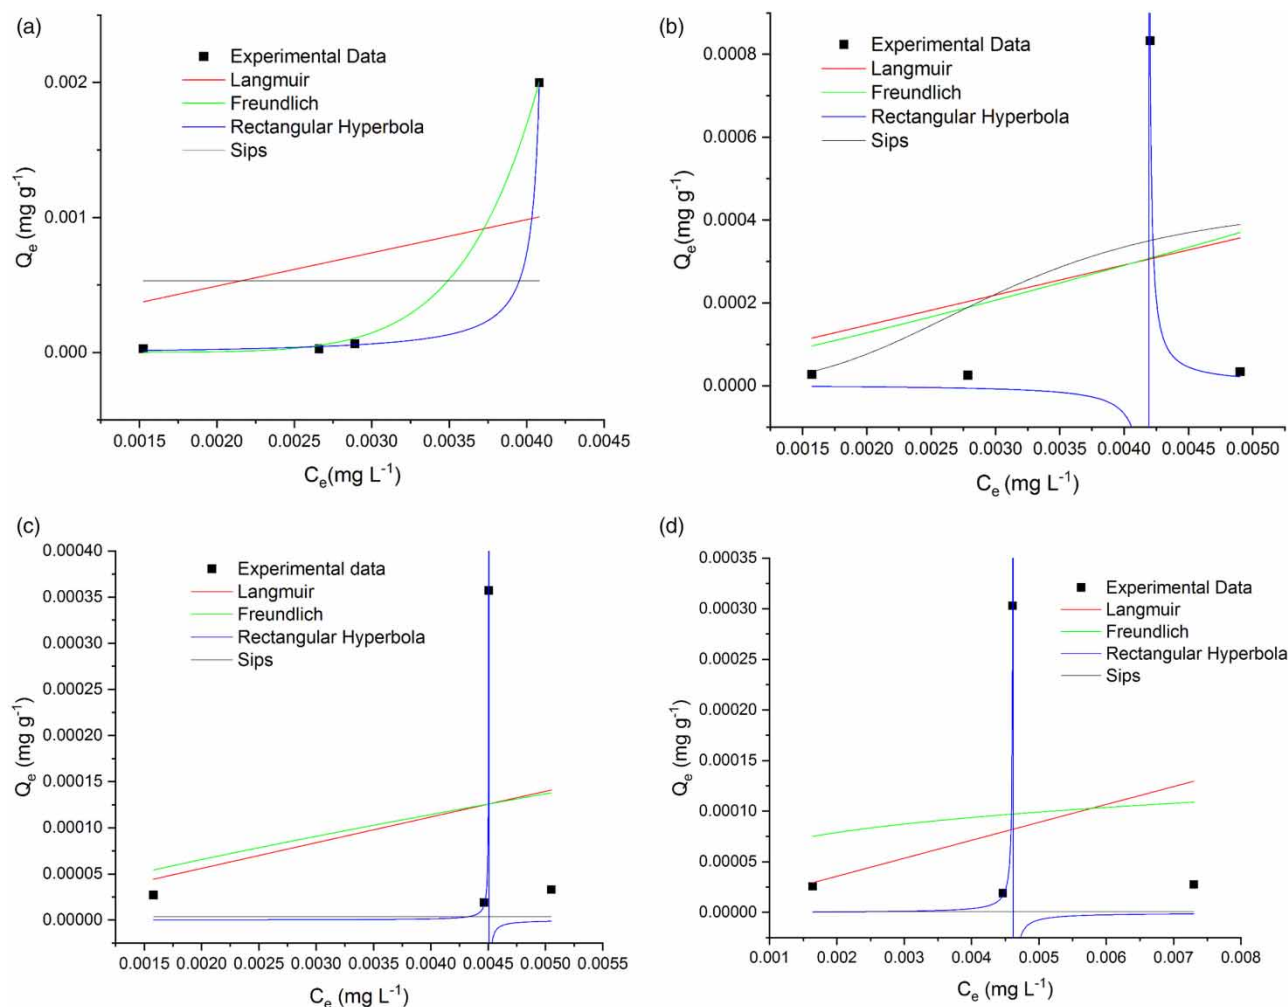 (a)
Experimental Data
Langmuir
Freundlich
Rectangular Hyperbola
Sips
0.002
0.001
0.000
Qe (mg g-1)
0.0015 0.0020 0.0025 0.0030 0.0035 0.0040 0.0045
Ce(mg L-1)
(b)
Experimental Data
Langmuir
Freundlich
Rectangular Hyperbola
Sips
0.0008
0.0006
0.0004
0.0002
0.0000
Qe(mg g-1)
0.0015 0.0020 0.0025 0.0030 0.0035 0.0040 0.0045 0.0050
Ce (mg L-1)
(c)
Experimental data
Langmuir
Freundlich
Rectangular Hyperbola
Sips
0.00040
0.00035
0.00030
0.00025
0.00020
0.00015
0.00010
0.00005
0.00000
Qe (mg g-1)
0.0015 0.0020 0.0025 0.0030 0.0035 0.0040 0.0045 0.0050 0.0055
Ce (mg L-1)
(d)
Experimental Data
Langmuir
Freundlich
Rectangular Hyperbola
Sips
0.00035
0.00030
0.00025
0.00020
0.00015
0.00010
0.00005
0.00000
Qe (mg g-1)
0.001 0.002 0.003 0.004 0.005 0.006 0.007 0.008
Ce (mg L-1)